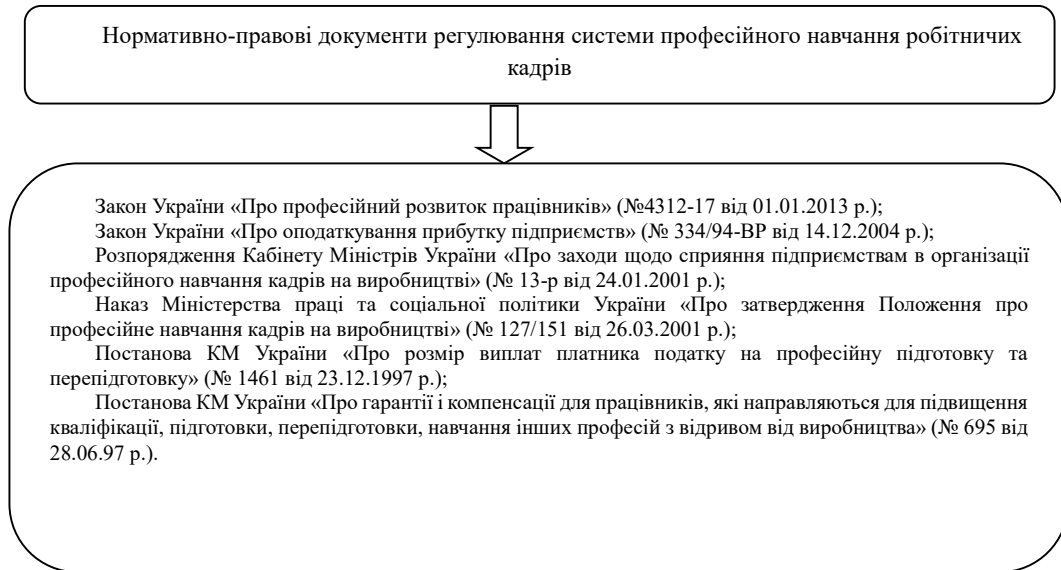 Нормативно-правові документи регулювання системи професійного навчання робітничих
кадрів
Закон України «Про професійний розвиток працівників» (№4312-17 від 01.01.2013 р.);
Закон України «Про оподаткування прибутку підприємств» (№ 334/94-ВР від 14.12.2004 р.);
Розпорядження Кабінету Міністрів України «Про заходи щодо сприяння підприємствам в організації
професійного навчання кадрів на виробництві» (№ 13-р від 24.01.2001 р.);
Наказ Міністерства праці та соціальної політики України «Про затвердження Положення про
професійне навчання кадрів на виробництві» (№ 127/151 від 26.03.2001 р.);
Постанова КМ України «Про розмір виплат платника податку на професійну підготовку та
перепідготовку» (№ 1461 від 23.12.1997 р.);
Постанова КМ України «Про гарантії і компенсації для працівників, які направляються для підвищення
кваліфікації, підготовки, перепідготовки, навчання інших професій з відривом від виробництва» (№ 695 від
28.06.97 р.).